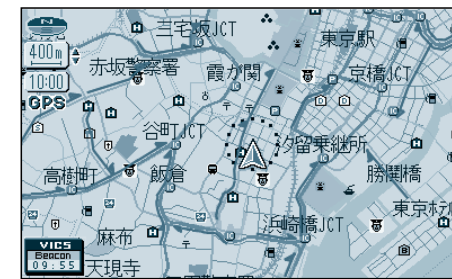 N
三宅坂JCT
東京駅
400m
赤坂警察署
霞が関
京橋JCT
10:00
GPS
谷町JCT
汐留乗継所
高樹町
飯倉
勝鬨橋
浜崎橋JCT
東京ホテル
麻布
VICS
Beacon
09:55
天現寺